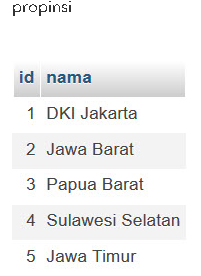 propinsi
id nama
1 DKI Jakarta
2 Jawa Barat
3 Papua Barat
4 Sulawesi Selatan
5 Jawa Timur